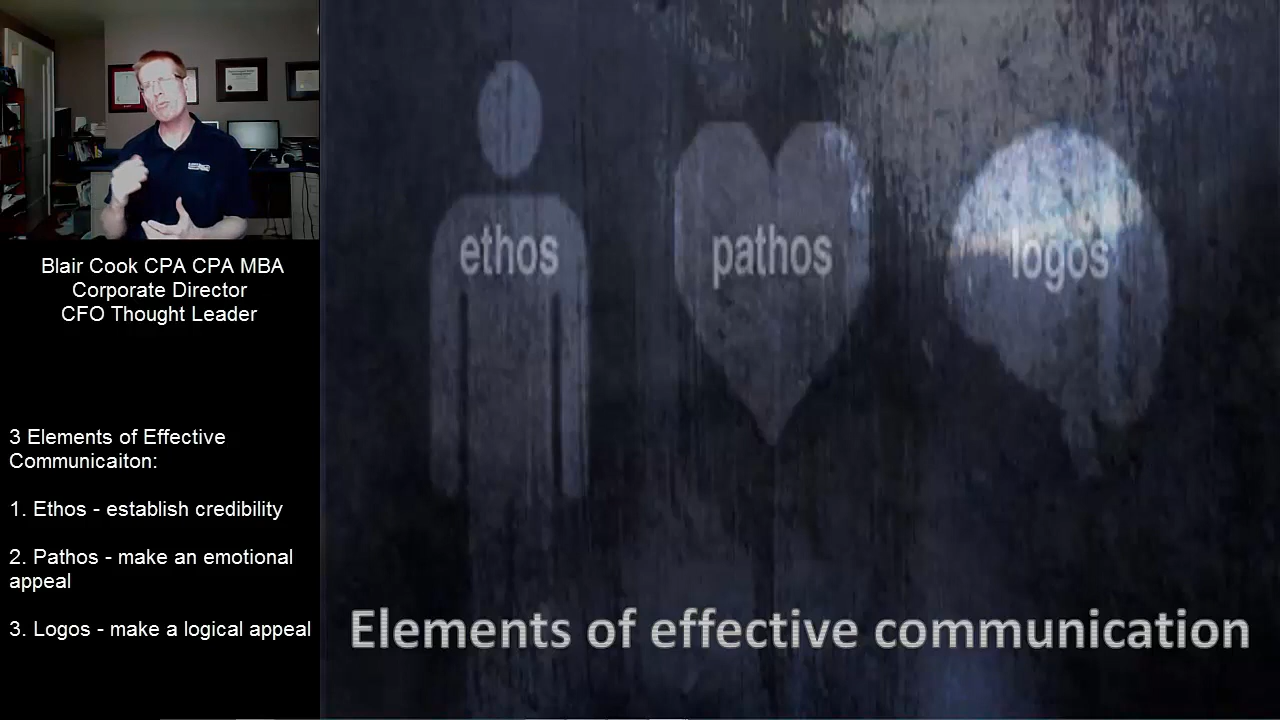 Blair Cook CPA CPA MBA
Corporate Director
CFO Thought Leader
3 Elements of Effective
Communicaiton:
1. Ethos - establish credibility
2. Pathos - make an emotional
appeal
3. Logos - make a logical appeal
ethos
pathos
logos
Elements of effective communication